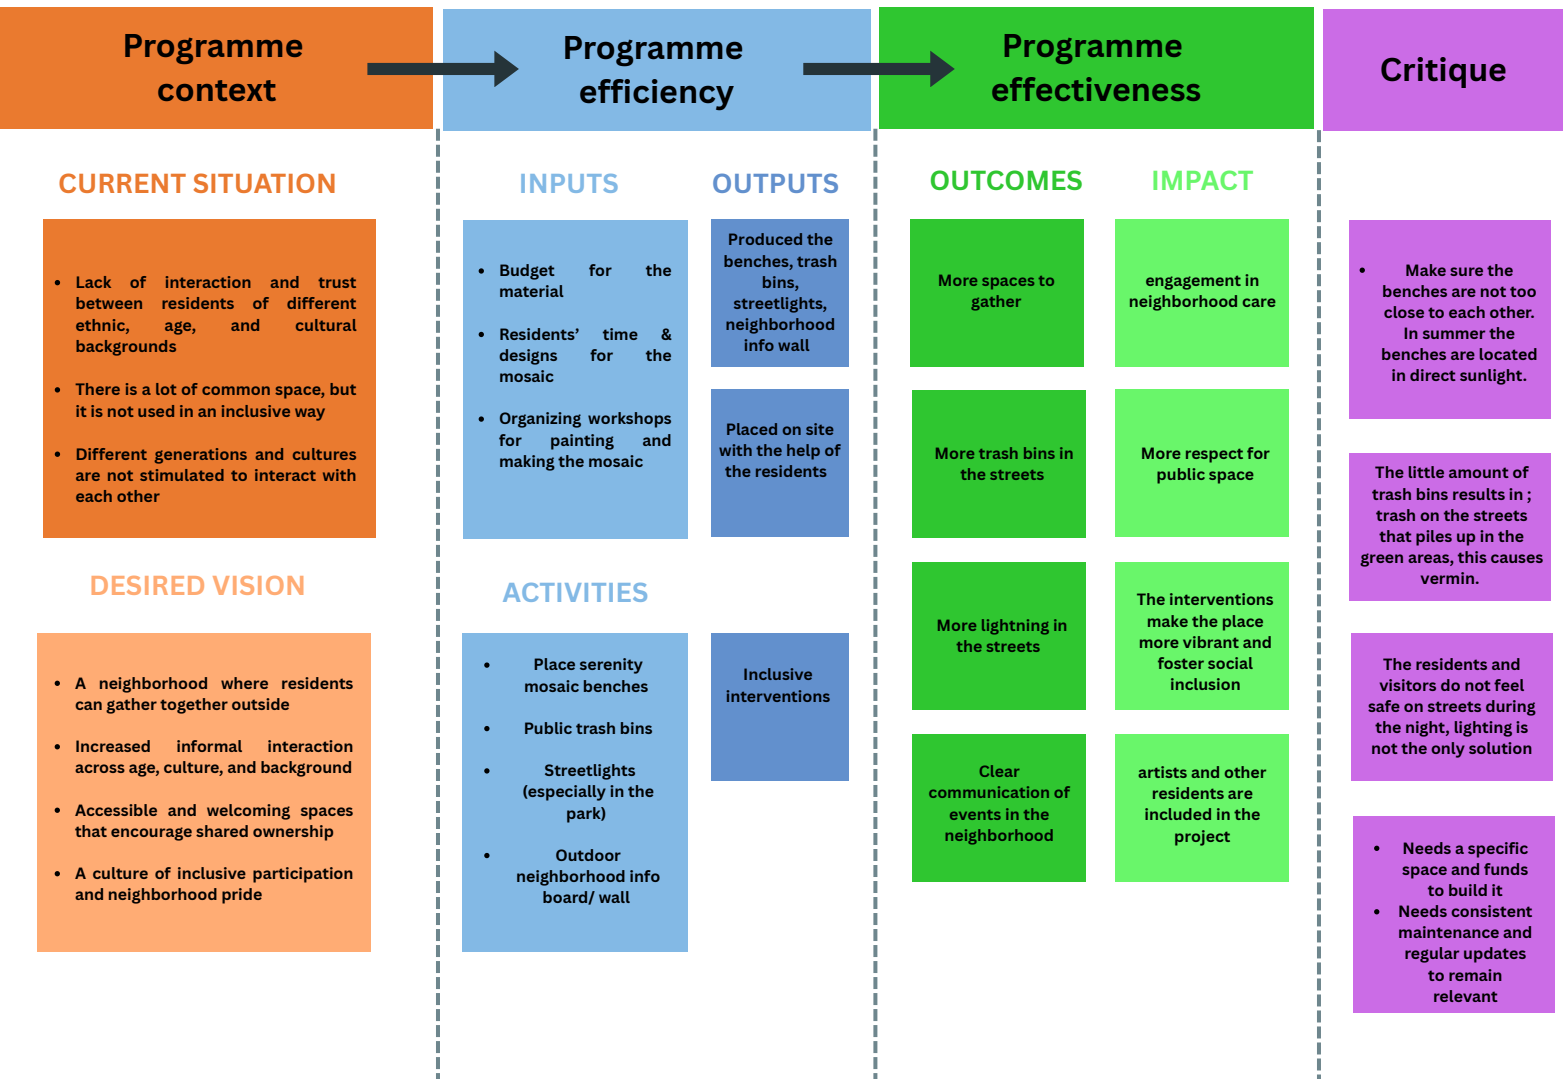 Programme
context
Programme
efficiency
Programme
effectiveness
Critique
CURRENT SITUATION
• Lack of interaction and trust
between residents of different
ethnic, age, and cultural
backgrounds
• There is a lot of common space, but
it is not used in an inclusive way
• Different generations and cultures
are not stimulated to interact with
each other
DESIRED VISION
• A neighborhood where residents
can gather together outside
• Increased informal interaction
across age, culture, and background
• Accessible and welcoming spaces
that encourage shared ownership
• A culture of inclusive participation
and neighborhood pride
INPUTS
• Budget for the
material
• Residents’ time &
designs for the
mosaic
• Organizing workshops
for painting and
making the mosaic
ACTIVITIES
• Place serenity
mosaic benches
• Public trash bins
• Streetlights
(especially in the
park)
• Outdoor
neighborhood info
board/ wall
OUTPUTS
Produced the
benches, trash
bins,
streetlights,
neighborhood
info wall
Placed on site
with the help of
the residents
Inclusive
interventions
OUTCOMES
More spaces to
gather
More trash bins in
the streets
More lightning in
the streets
Clear
communication of
events in the
neighborhood
IMPACT
engagement in
neighborhood care
More respect for
public space
The interventions
make the place
more vibrant and
foster social
inclusion
artists and other
residents are
included in the
project
• Make sure the
benches are not too
close to each other.
In summer the
benches are located
in direct sunlight.
The little amount of
trash bins results in ;
trash on the streets
that piles up in the
green areas, this causes
vermin.
The residents and
visitors do not feel
safe on streets during
the night, lighting is
not the only solution
• Needs a specific
space and funds
to build it
• Needs consistent
maintenance and
regular updates
to remain
relevant